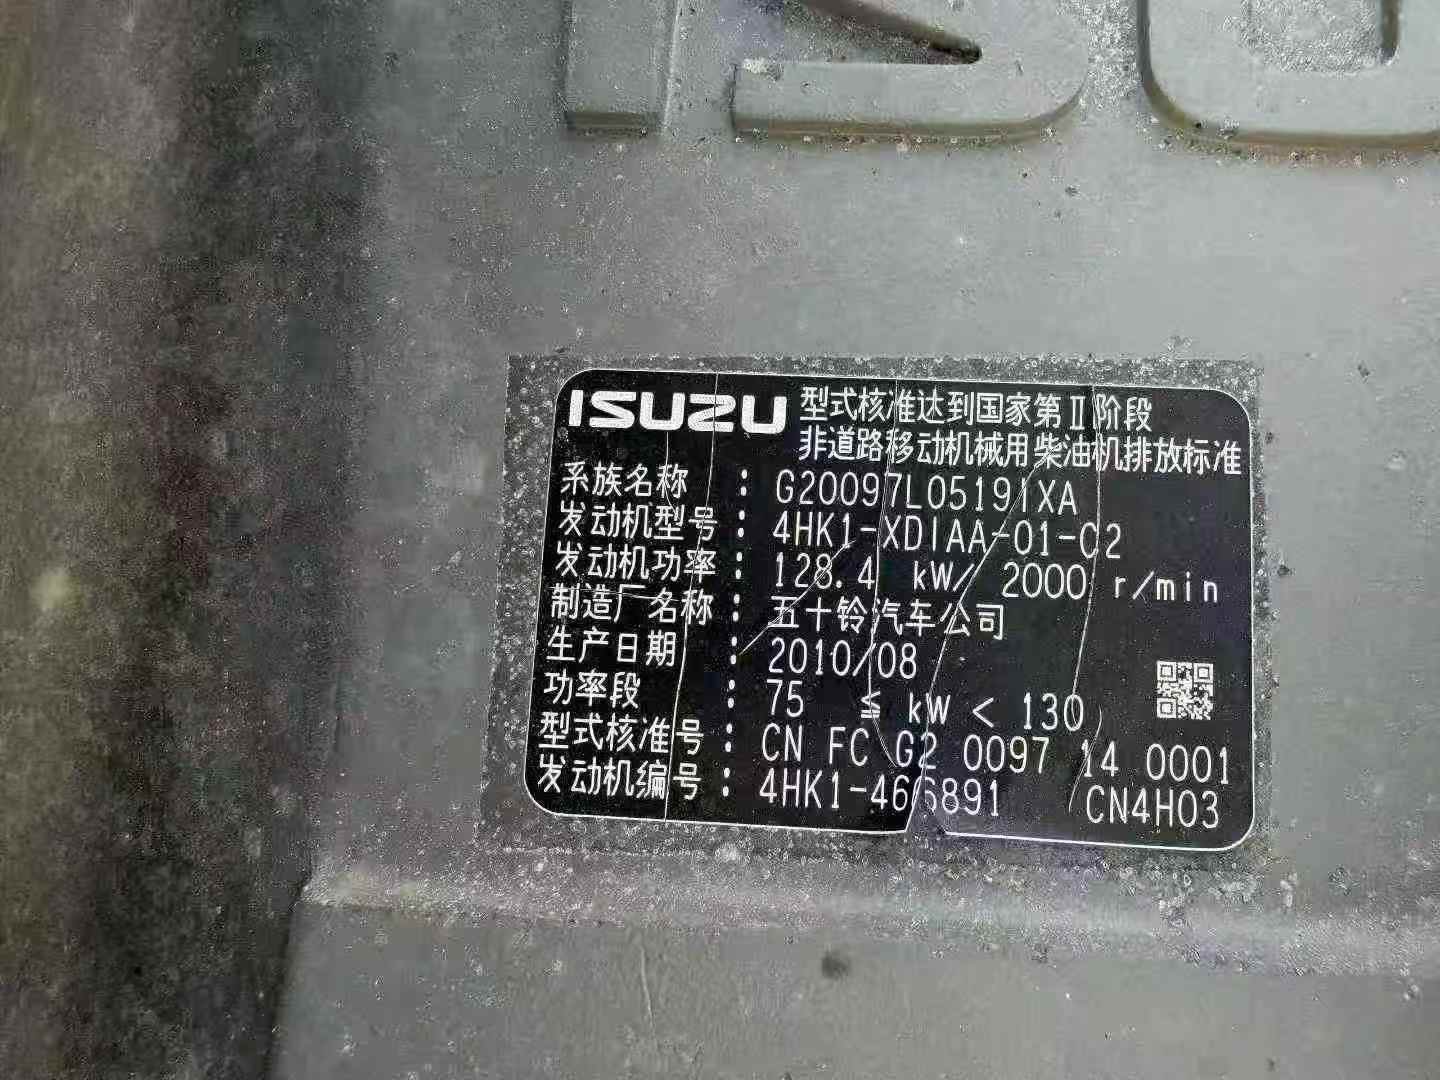 ISUZU
ISUZU 型式核准达到国家第Ⅱ阶段
非道路移动机械用柴油机排放标准
系族名称 : G20097L0519IXA
发动机型号 : 4HK1-XDIAA-01-C2
发动机功率 : 128.4 kW/ 2000 r/min
制造厂名称 : 五十铃汽车公司
生产日期 : 2010/08
功率段 : 75 ≦ kW < 130
型式核准号 : CN FC G2 0097 14 0001
发动机编号 : 4HK1-466891 CN4H03